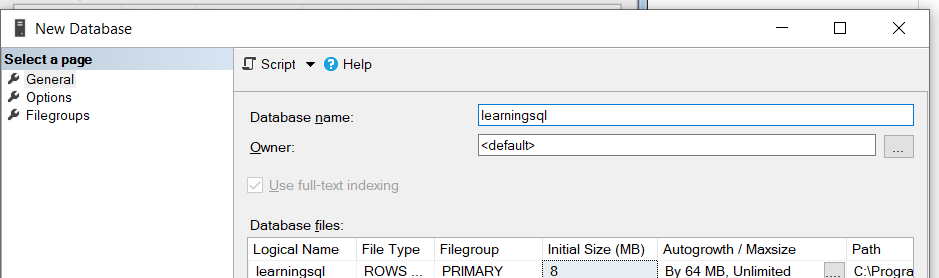 New Database
Select a page
General
Options
Filegroups
Script Help
Database name: learningsql
Owner: <default> ...
Use full-text indexing
Database files:
Logical Name File Type Filegroup Initial Size (MB) Autogrowth / Maxsize Path
learningsql ROWS ... PRIMARY 8 By 64 MB, Unlimited .... C:\Progra